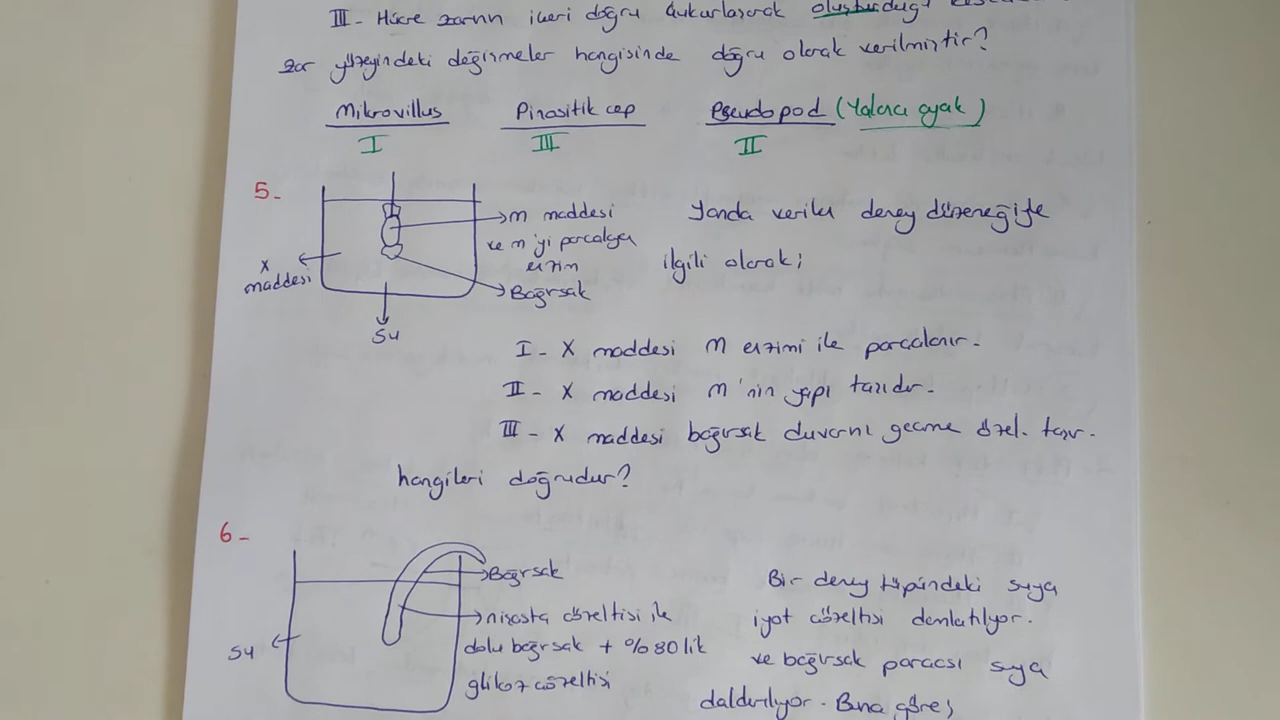 III - Hücre zarının içeri doğru çukurlaşarak oluşturduğu
zar yüzeyindeki değişmeler hangisinde doğru olarak verilmiştir?
Mikrovillus Pinositik cep Pseudopod (Yalancı ayak)
I III II
5-
m maddesi
ve m'yi parçalayan
enzim
Bağırsak
X
maddesi
Su
Yanda verilen deney düzeneğiyle
ilgili olarak;
I - X maddesi m enzimi ile parçalanır.
II - X maddesi m'nin yapı taşıdır.
III - X maddesi bağırsak duvarını geçme özel. taşır.
hangileri doğrudur?
6-
Bağırsak
nişasta çözeltisi ile
dolu bağırsak + %80 lik
glikoz çözeltisi
Su
Bir deney tüpündeki suya
iyot çözeltisi damlatılıyor.
ve bağırsak parçası suya
daldırılıyor. Buna göre;